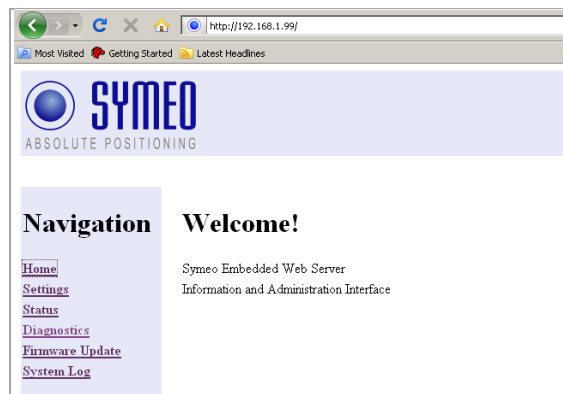 http://192.168.1.99/
Most Visited Getting Started Latest Headlines
SYMEO
ABSOLUTE POSITIONING
Navigation
Home
Settings
Status
Diagnostics
Firmware Update
System Log
Welcome!
Symeo Embedded Web Server
Information and Administration Interface